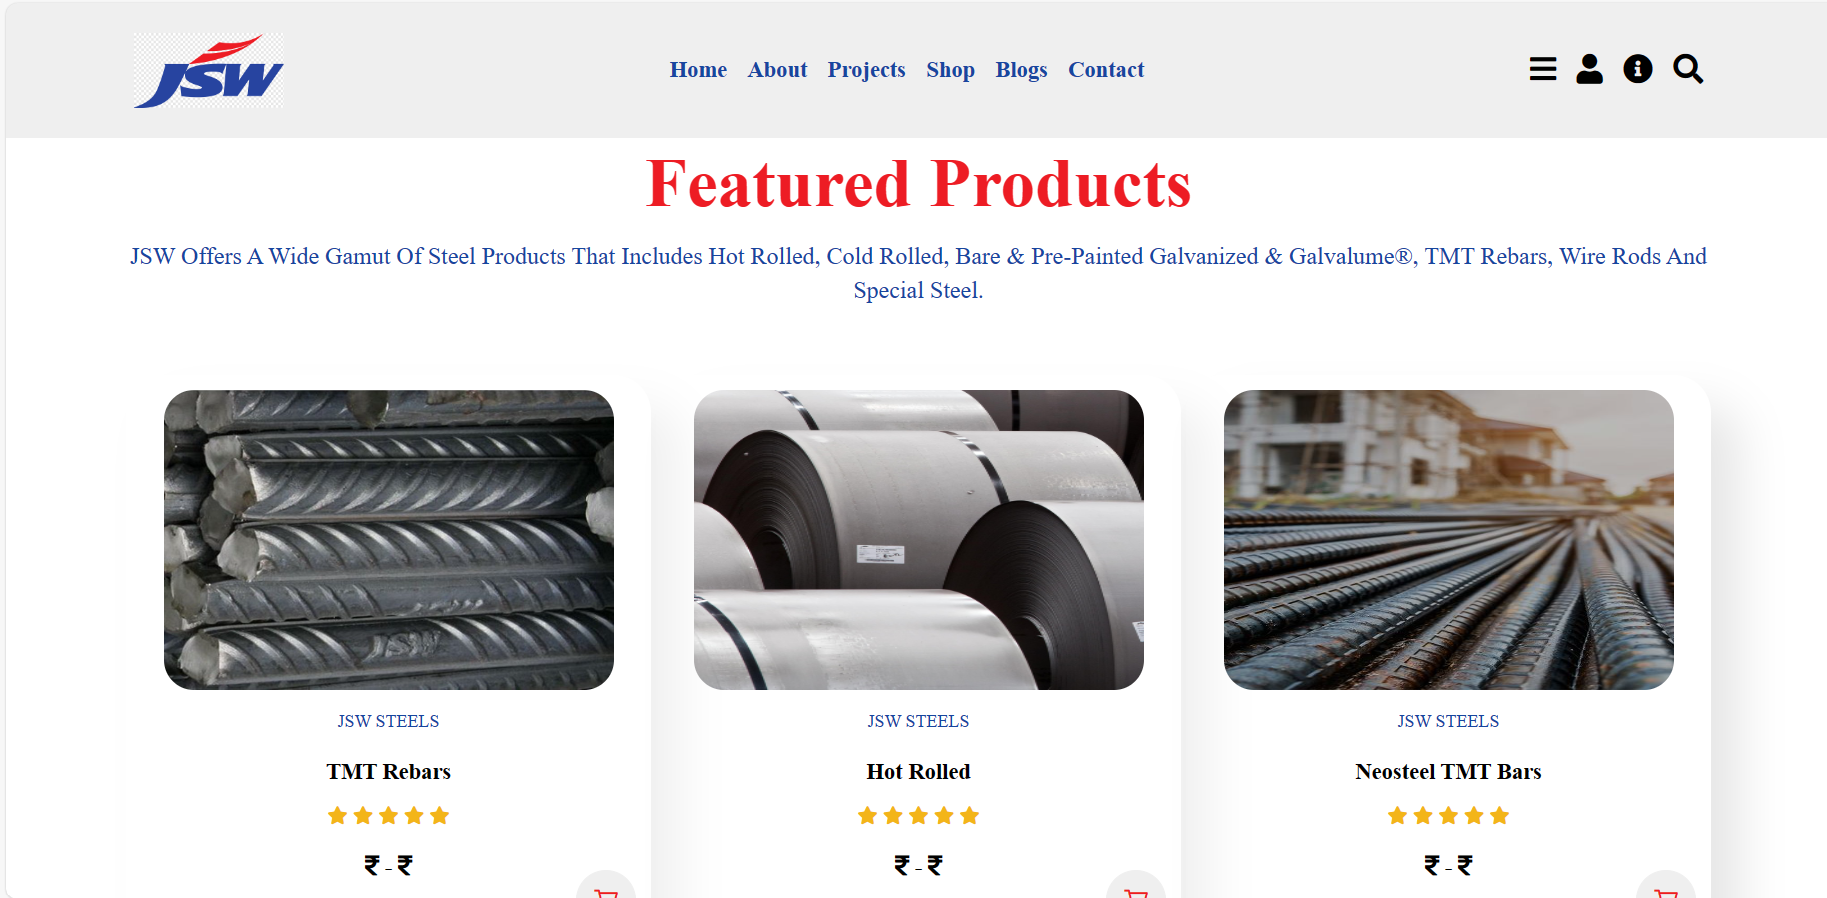 JSW
Home About Projects Shop Blogs Contact
Featured Products
JSW Offers A Wide Gamut Of Steel Products That Includes Hot Rolled, Cold Rolled, Bare & Pre-Painted Galvanized & Galvalume®, TMT Rebars, Wire Rods And
Special Steel.
JSW STEELS
TMT Rebars
₹ - ₹
JSW STEELS
Hot Rolled
₹ - ₹
JSW STEELS
Neosteel TMT Bars
₹ - ₹